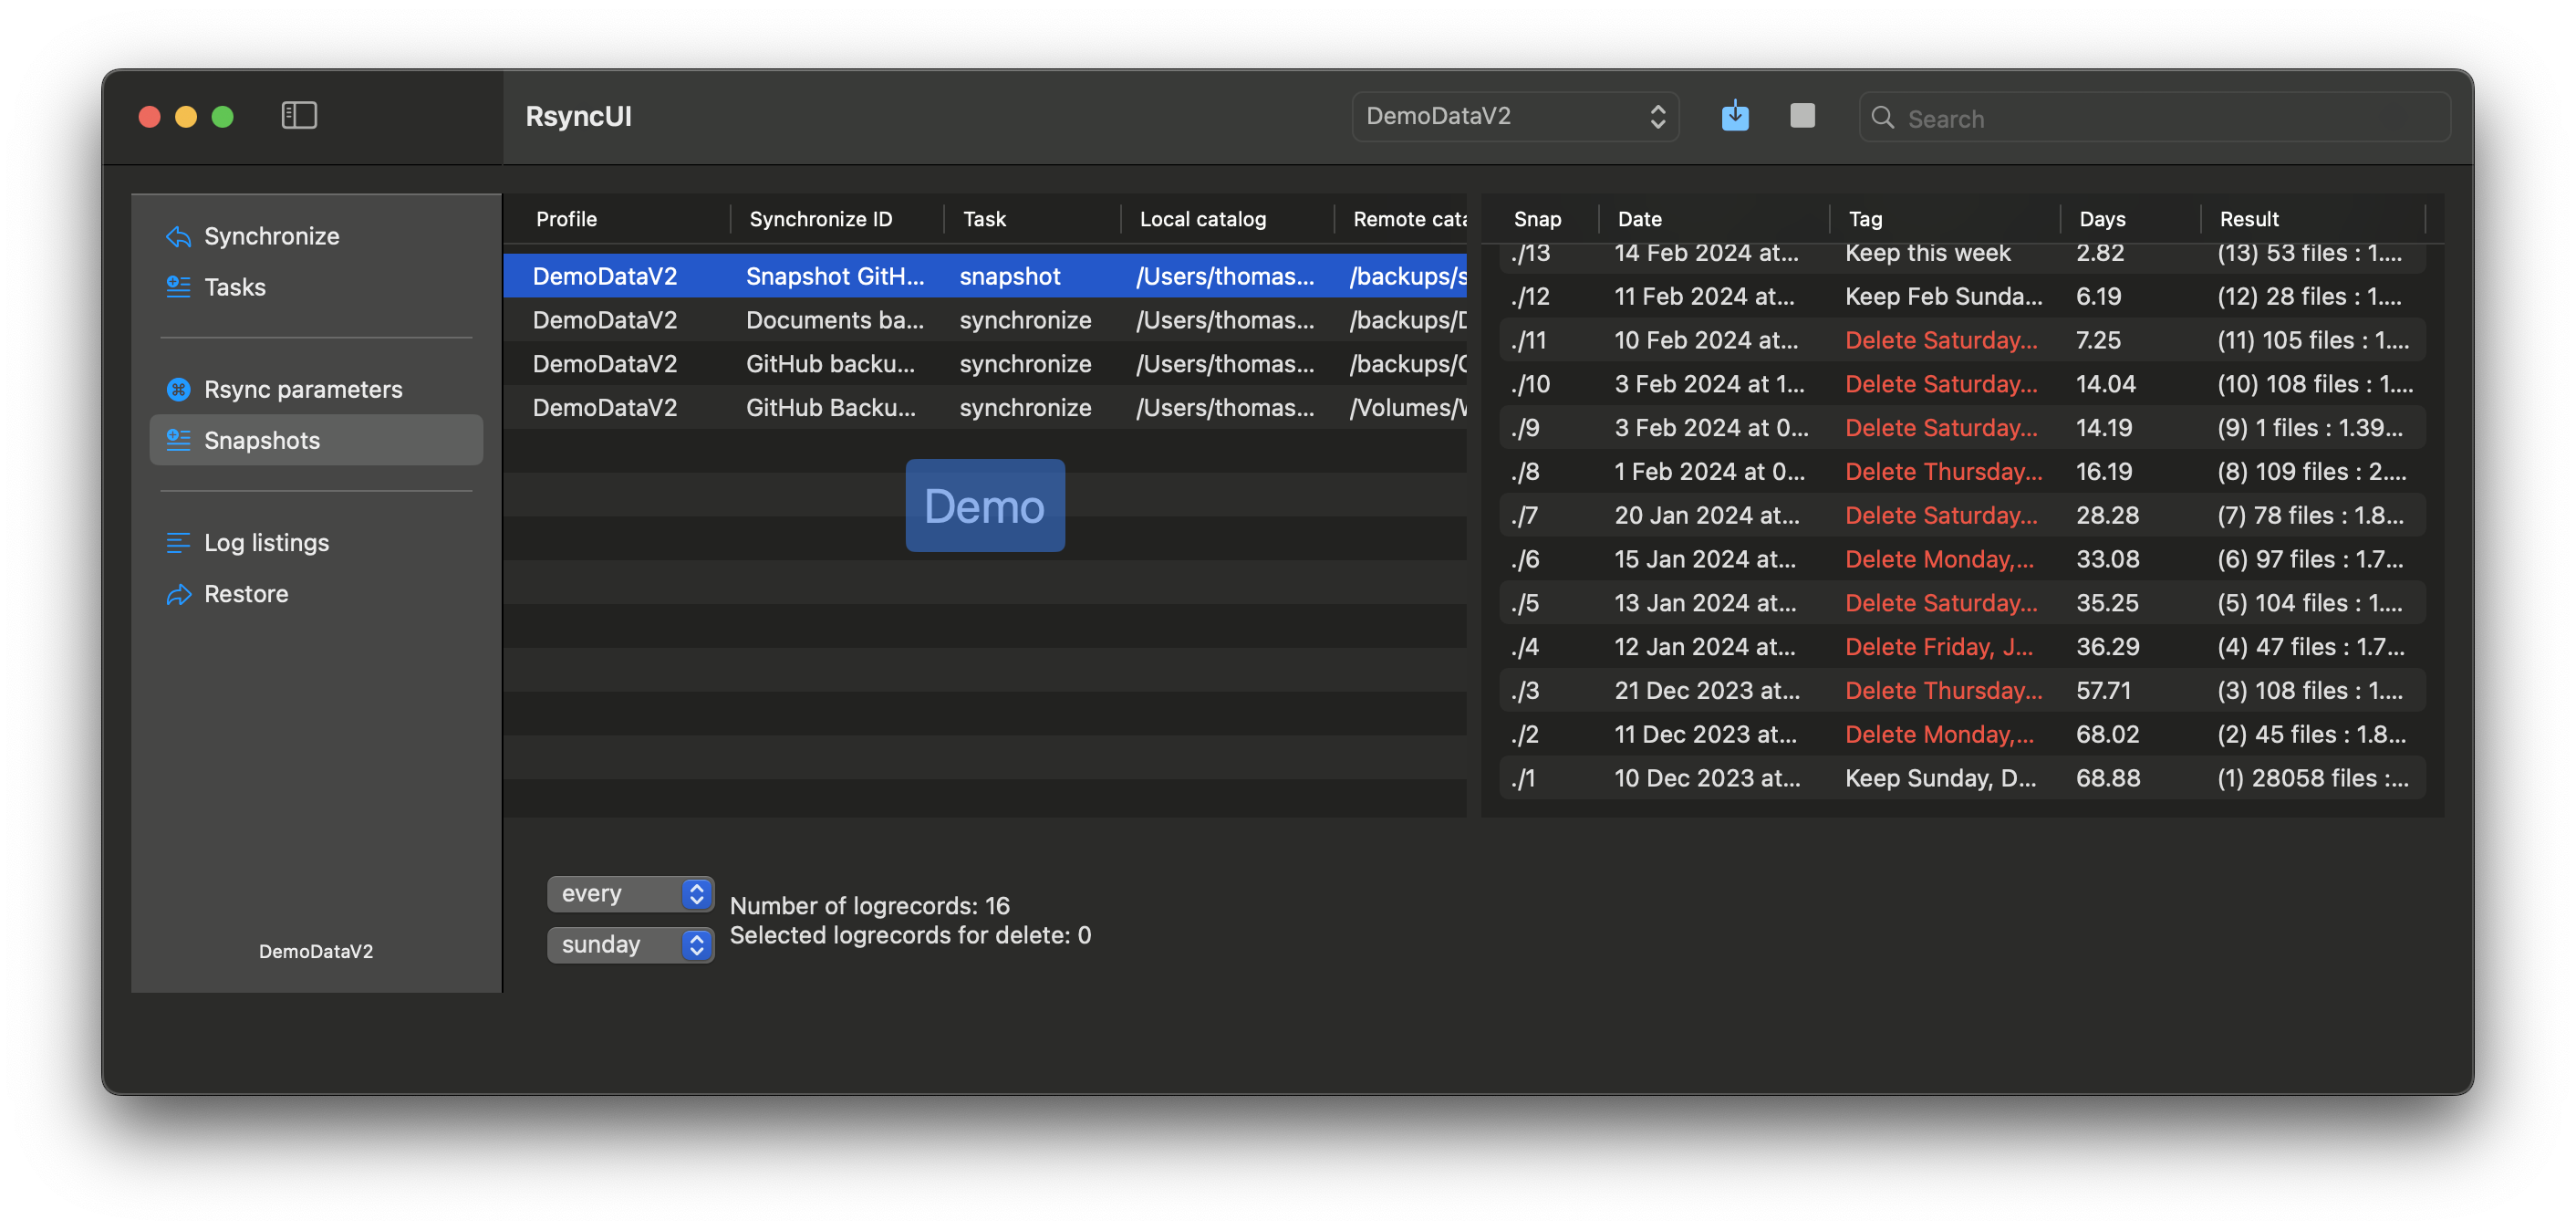 RsyncUI
DemoDataV2
Search
Synchronize
Tasks
Rsync parameters
Snapshots
Log listings
Restore
DemoDataV2
Profile Synchronize ID Task Local catalog Remote cata
DemoDataV2 Snapshot GitH... snapshot /Users/thomas... /backups/s
DemoDataV2 Documents ba... synchronize /Users/thomas... /backups/D
DemoDataV2 GitHub backu... synchronize /Users/thomas... /backups/G
DemoDataV2 GitHub Backu... synchronize /Users/thomas... /Volumes/W
Demo
Snap Date Tag Days Result
./13 14 Feb 2024 at... Keep this week 2.82 (13) 53 files : 1....
./12 11 Feb 2024 at... Keep Feb Sunda... 6.19 (12) 28 files : 1....
./11 10 Feb 2024 at... Delete Saturday... 7.25 (11) 105 files : 1....
./10 3 Feb 2024 at 1... Delete Saturday... 14.04 (10) 108 files : 1....
./9 3 Feb 2024 at 0... Delete Saturday... 14.19 (9) 1 files : 1.39...
./8 1 Feb 2024 at 0... Delete Thursday... 16.19 (8) 109 files : 2....
./7 20 Jan 2024 at... Delete Saturday... 28.28 (7) 78 files : 1.8...
./6 15 Jan 2024 at... Delete Monday,... 33.08 (6) 97 files : 1.7...
./5 13 Jan 2024 at... Delete Saturday... 35.25 (5) 104 files : 1....
./4 12 Jan 2024 at... Delete Friday, J... 36.29 (4) 47 files : 1.7...
./3 21 Dec 2023 at... Delete Thursday... 57.71 (3) 108 files : 1....
./2 11 Dec 2023 at... Delete Monday,... 68.02 (2) 45 files : 1.8...
./1 10 Dec 2023 at... Keep Sunday, D... 68.88 (1) 28058 files :...
every
sunday
Number of logrecords: 16
Selected logrecords for delete: 0